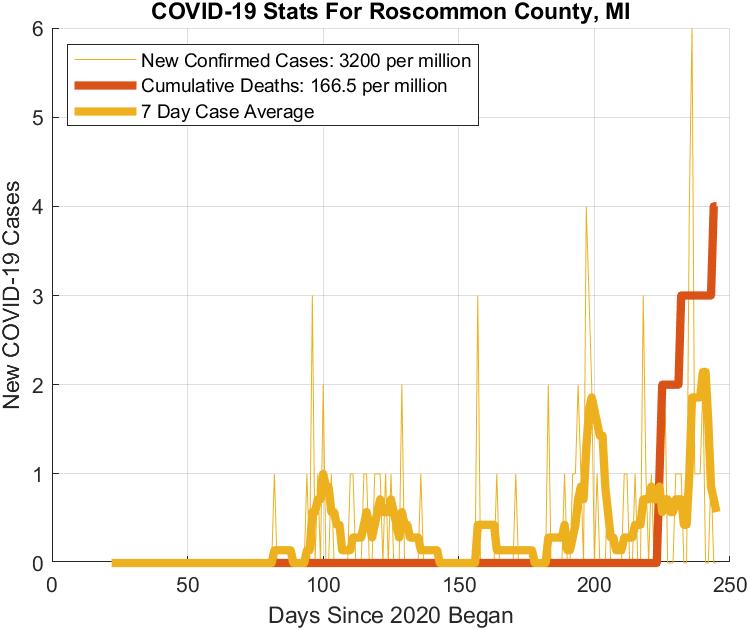 COVID-19 Stats For Roscommon County, MI
New Confirmed Cases: 3200 per million
Cumulative Deaths: 166.5 per million
7 Day Case Average
New COVID-19 Cases
6
5
4
3
2
1
0
0 50 100 150 200 250
Days Since 2020 Began